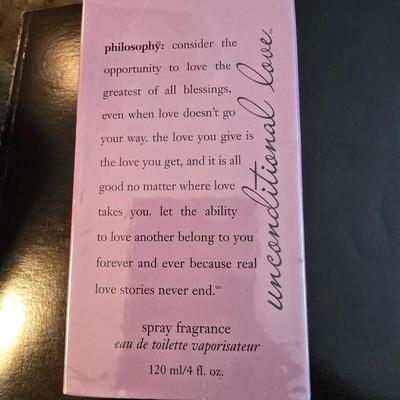 philosophy: consider the
opportunity to love the
greatest of all blessings,
even when love doesn't go
your way. the love you give is
the love you get, and it is all
good no matter where love
takes you. let the ability
to love another belong to you
forever and ever because real
love stories never end.™
unconditional love™
spray fragrance
eau de toilette vaporisateur
120 ml/4 fl. oz.